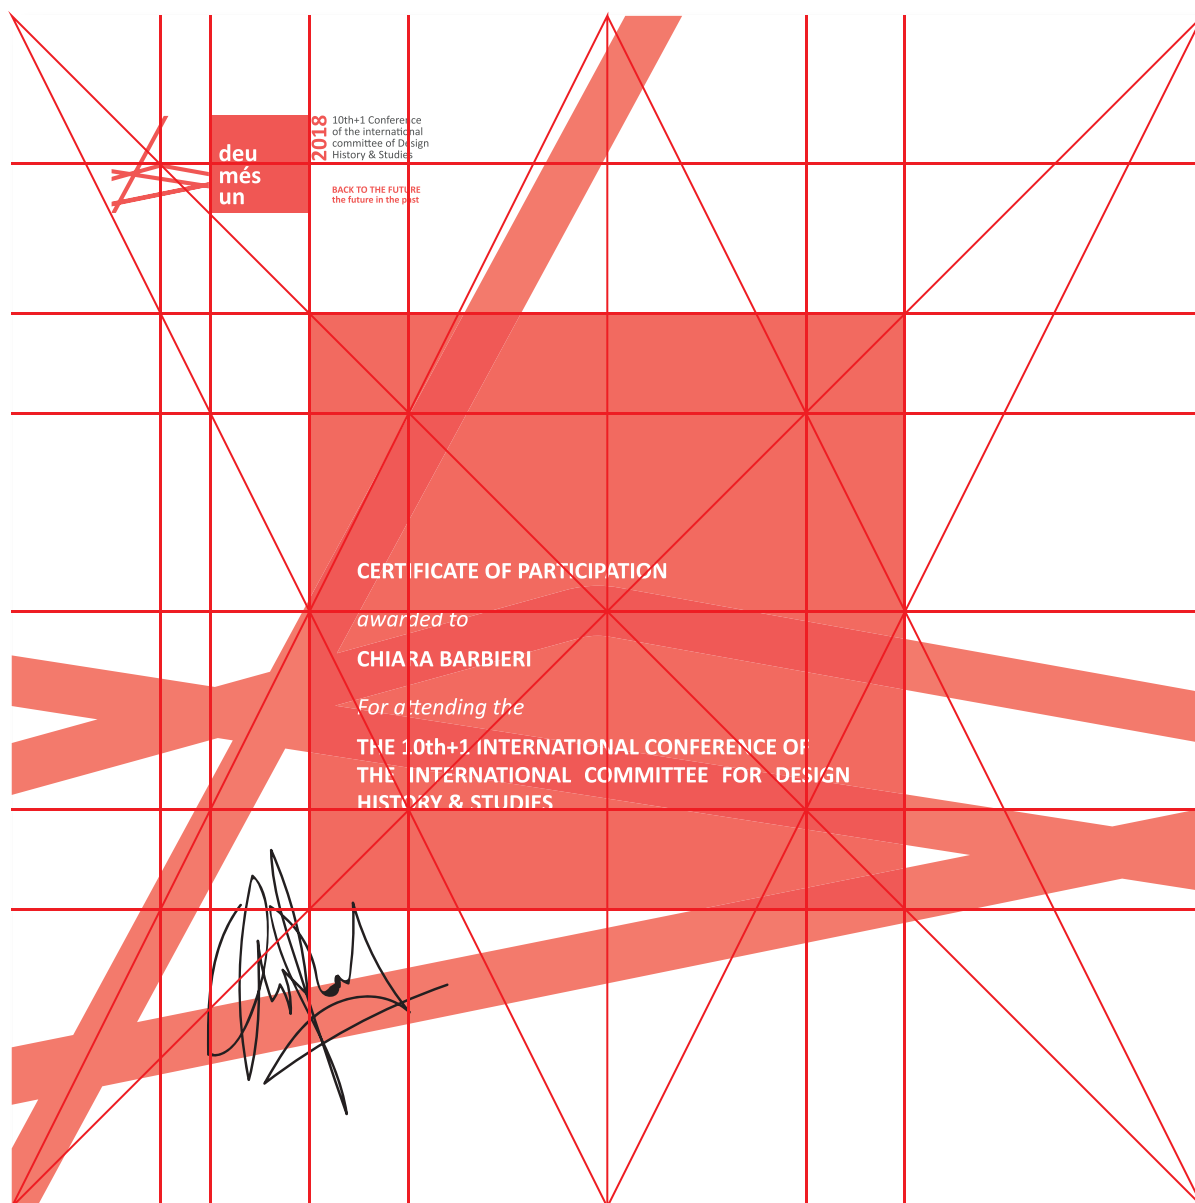 deu
més
un
2018
10th+1 Conference
of the international
committee of Design
History & Studies
BACK TO THE FUTURE
the future in the past
CERTIFICATE OF PARTICIPATION
awarded to
CHIARA BARBIERI
For attending the
THE 10th+1 INTERNATIONAL CONFERENCE OF
THE INTERNATIONAL COMMITTEE FOR DESIGN
HISTORY & STUDIES